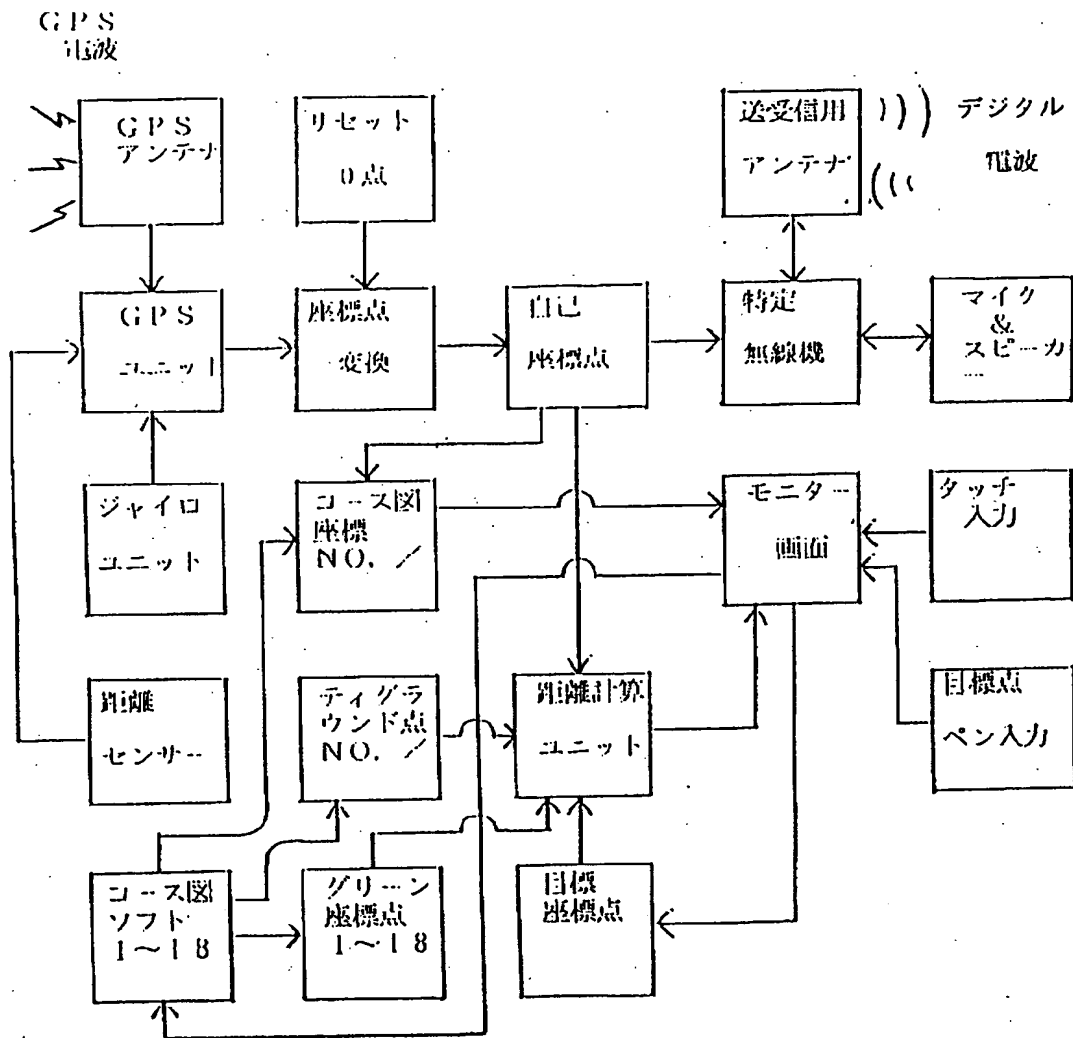 GPS
電波
GPS
アンテナ
リセット
0点
送受信用
アンテナ
デジタル
電波
GPS
ユニット
座標点
変換
自己
座標点
特定
無線機
マイク
&
スピーカ
ー
ジャイロ
ユニット
コース図
座標
NO. /
モニター
画面
タッチ
入力
距離
センサー
ティグラ
ウンド点
NO. /
距離計算
ユニット
目標点
ペン入力
コース図
ソフト
1〜18
グリーン
座標点
1〜18
目標
座標点